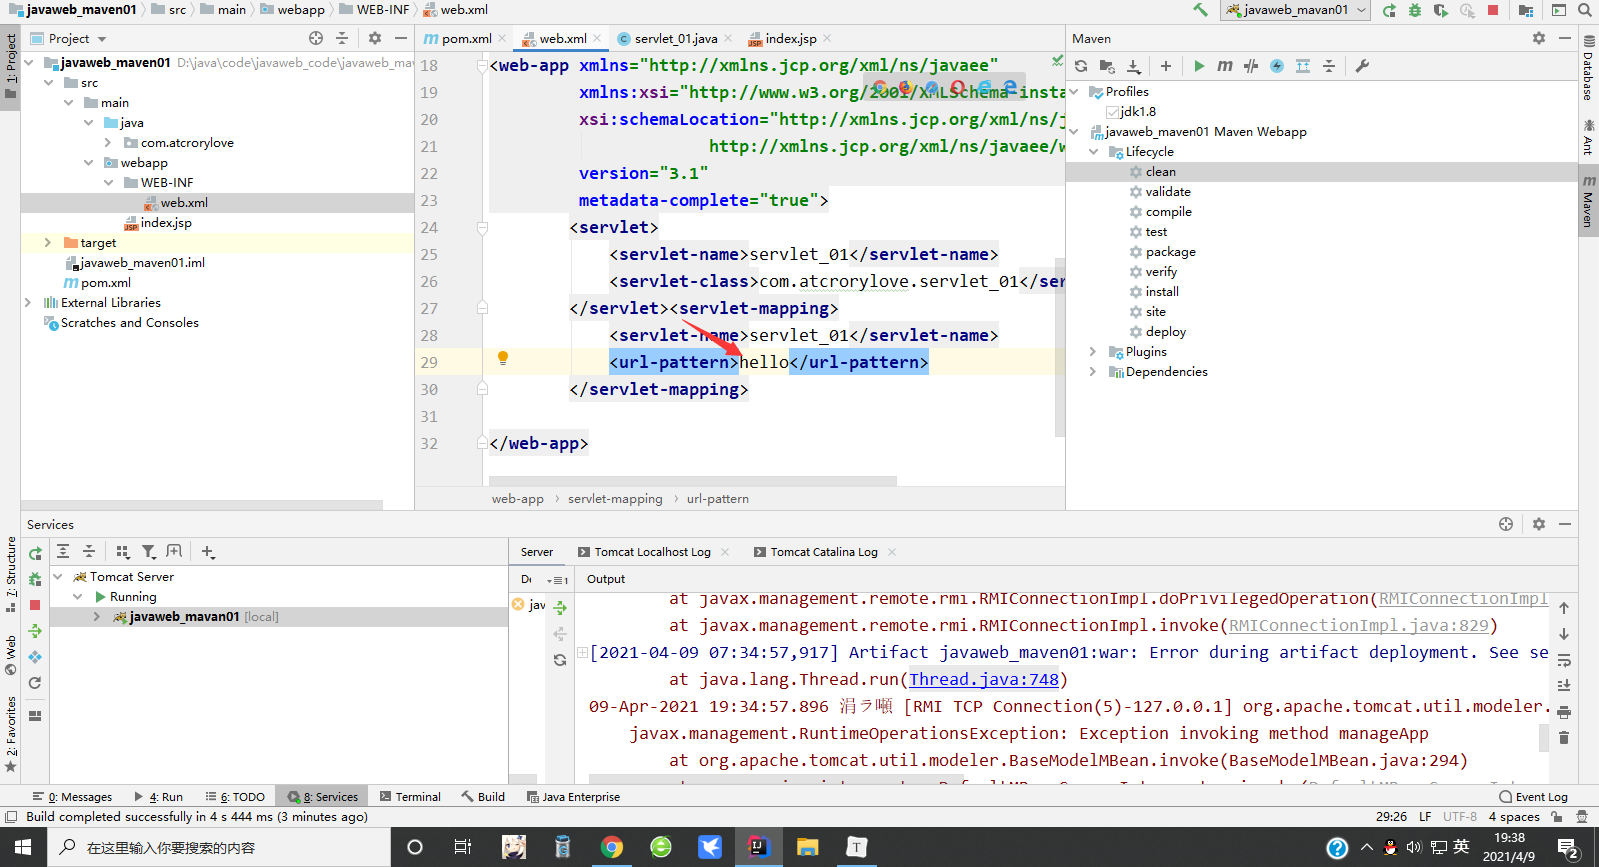 javaweb_maven01 src main webapp WEB-INF web.xml
javaweb_mavan01
1: Project
Project
javaweb_maven01 D:\java\code\javaweb_code\javaweb_mav
src
main
java
com.atcrorylove
webapp
WEB-INF
web.xml
index.jsp
target
javaweb_maven01.iml
pom.xml
External Libraries
Scratches and Consoles
pom.xml web.xml servlet_01.java index.jsp
18 <web-app xmlns="http://xmlns.jcp.org/xml/ns/javaee"
19 xmlns:xsi="http://www.w3.org/2001/XMLSchema-insta
20 xsi:schemaLocation="http://xmlns.jcp.org/xml/ns/j
21 http://xmlns.jcp.org/xml/ns/javaee/w
22 version="3.1"
23 metadata-complete="true">
24 <servlet>
25 <servlet-name>servlet_01</servlet-name>
26 <servlet-class>com.atcrorylove.servlet_01</ser
27 </servlet><servlet-mapping>
28 <servlet-name>servlet_01</servlet-name>
29 <url-pattern>hello</url-pattern>
30 </servlet-mapping>
31
32 </web-app>
web-app servlet-mapping url-pattern
Maven
Profiles
jdk1.8
javaweb_maven01 Maven Webapp
Lifecycle
clean
validate
compile
test
package
verify
install
site
deploy
Plugins
Dependencies
Database
Ant
Maven
Services
7: Structure
Web
2: Favorites
Tomcat Server
Running
javaweb_mavan01 [local]
Server Tomcat Localhost Log Tomcat Catalina Log
Output
jav
at javax.management.remote.rmi.RMIConnectionImpl.doPrivilegedOperation(RMIConnectionImpl
at javax.management.remote.rmi.RMIConnectionImpl.invoke(RMIConnectionImpl.java:829)
[2021-04-09 07:34:57,917] Artifact javaweb_maven01:war: Error during artifact deployment. See se
at java.lang.Thread.run(Thread.java:748)
09-Apr-2021 19:34:57.896 涓ラ噸 [RMI TCP Connection(5)-127.0.0.1] org.apache.tomcat.util.modeler.
javax.management.RuntimeOperationsException: Exception invoking method manageApp
at org.apache.tomcat.util.modeler.BaseModelMBean.invoke(BaseModelMBean.java:294)
0: Messages 4: Run 6: TODO 8: Services Terminal Build Java Enterprise Event Log
Build completed successfully in 4 s 444 ms (3 minutes ago) 29:26 LF UTF-8 4 spaces
在这里输入你要搜索的内容
英
19:38
2021/4/9
2